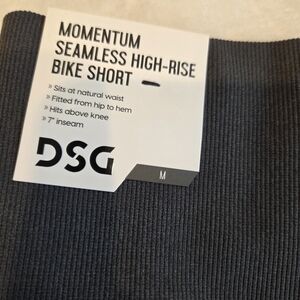 MOMENTUM
SEAMLESS HIGH-RISE
BIKE SHORT
» Sits at natural waist
» Fitted from hip to hem
» Hits above knee
» 7" inseam
DSG
M